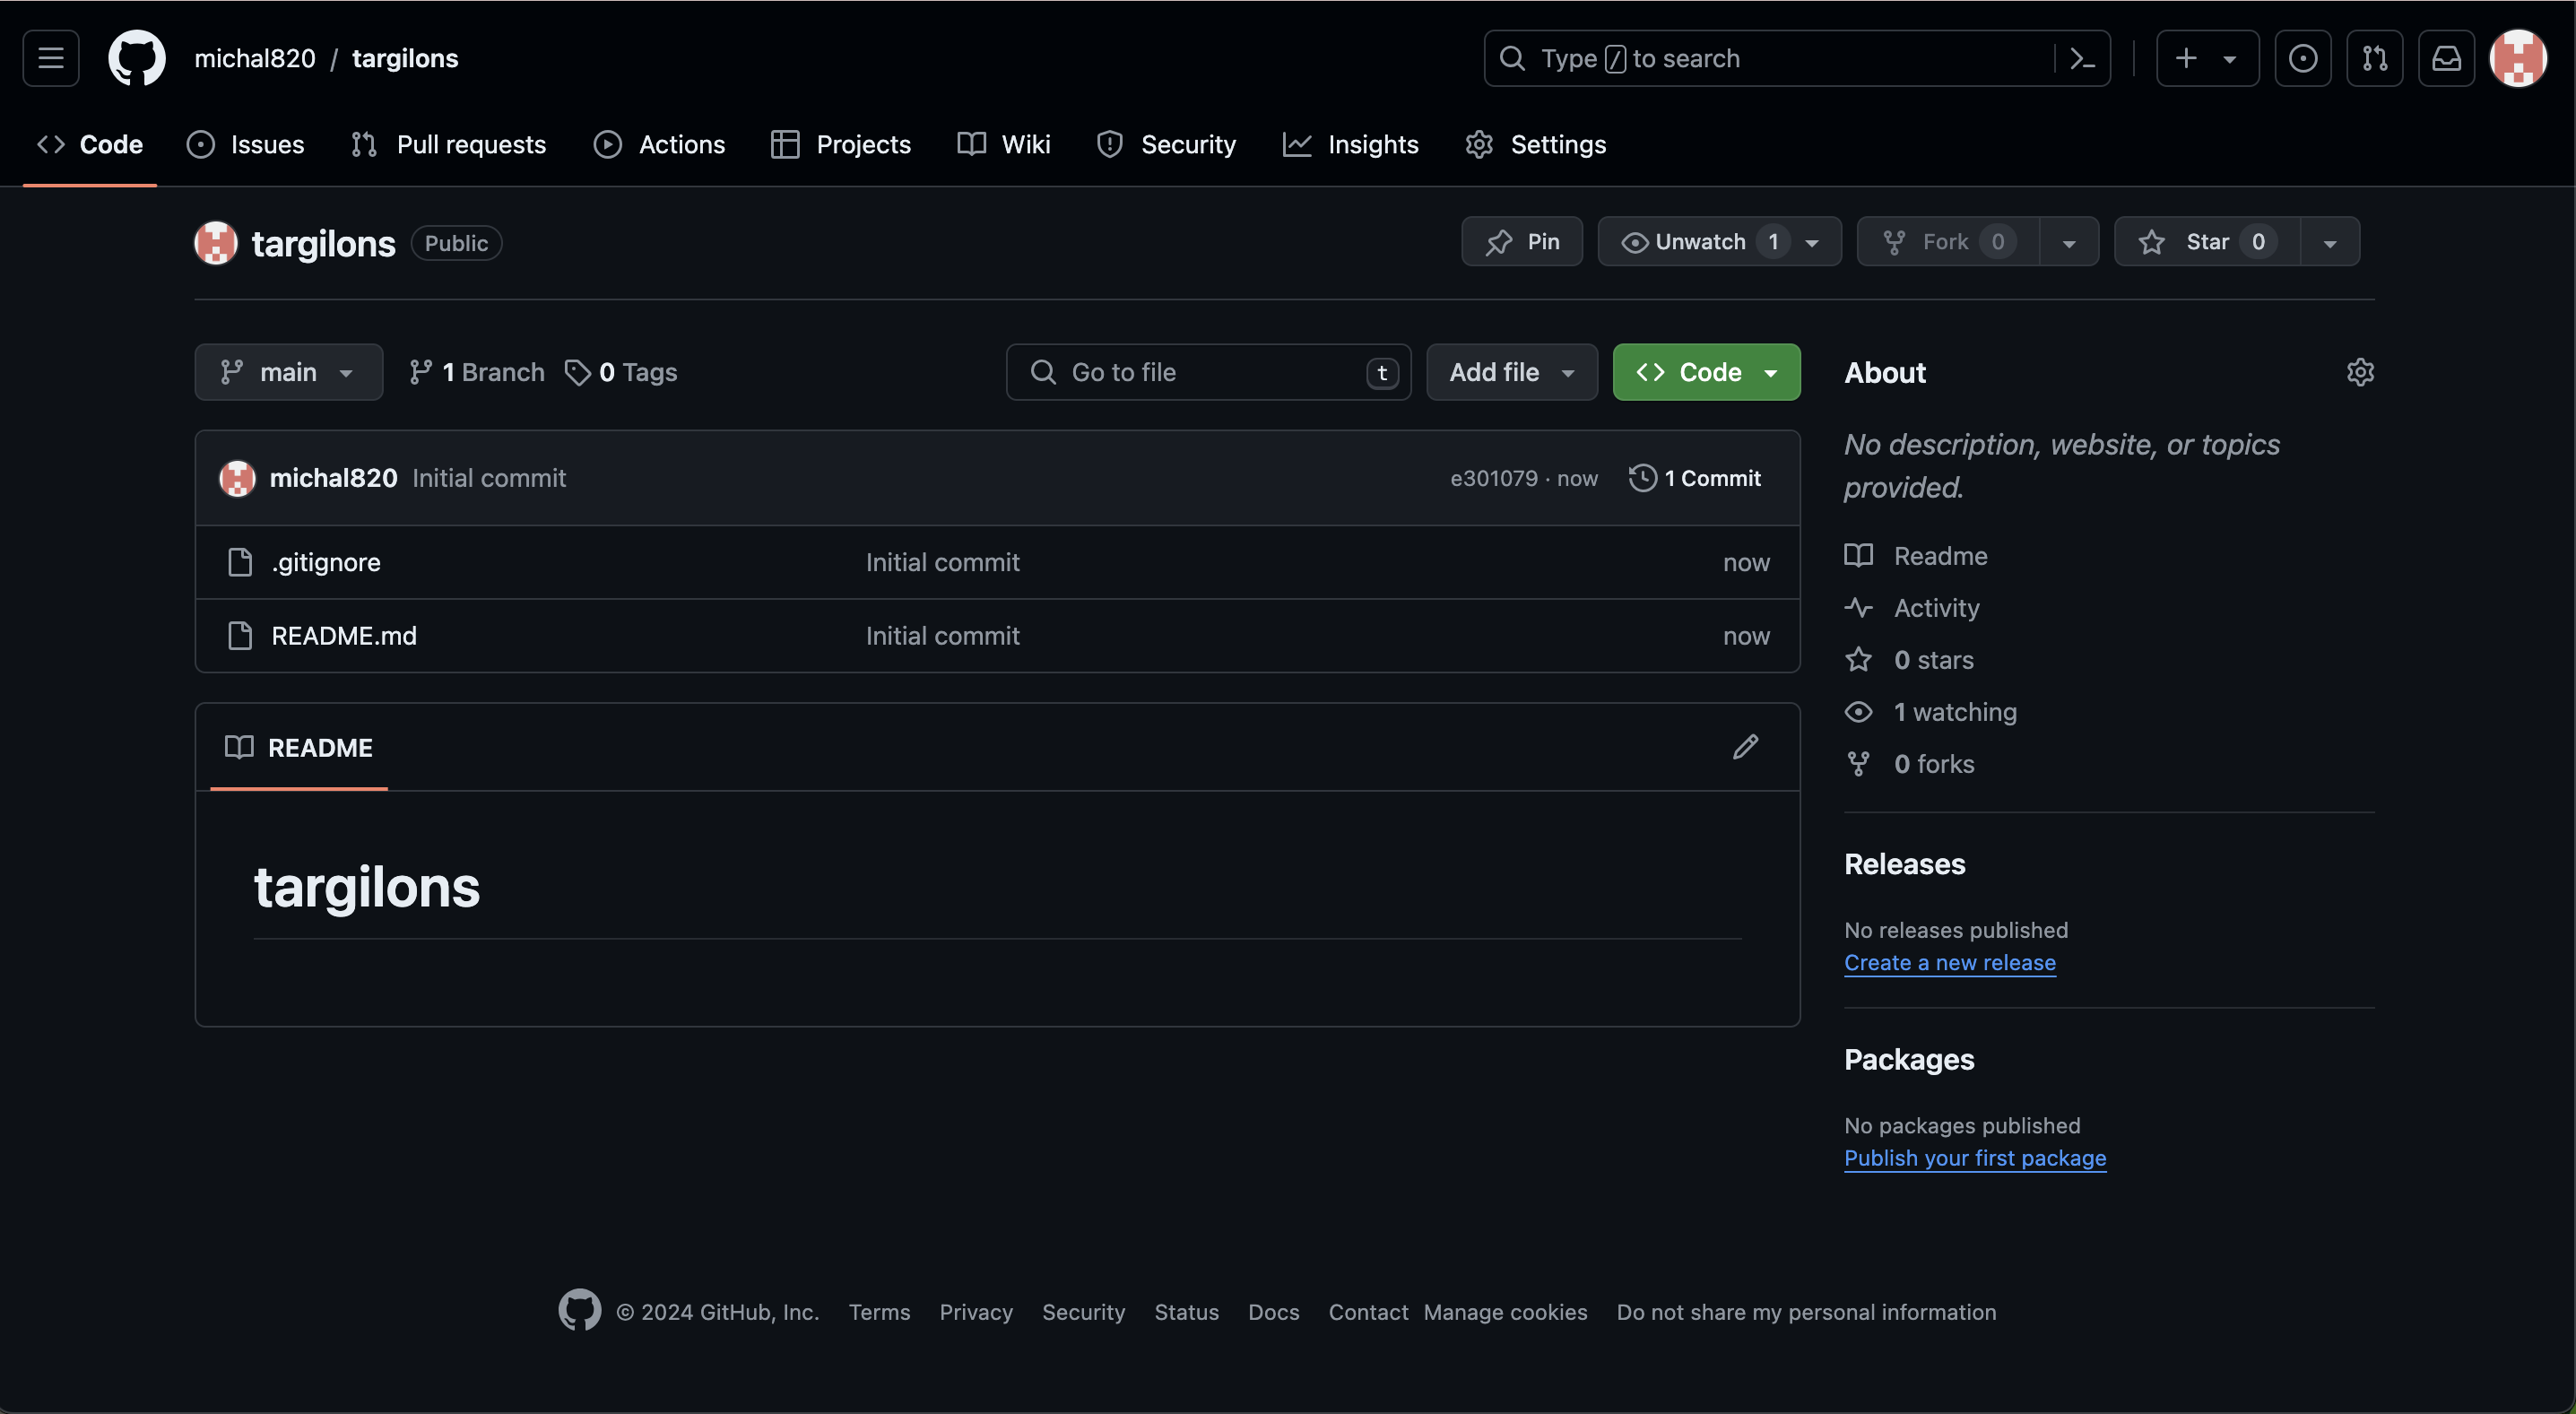 michal820 / targilons
Type / to search
Code Issues Pull requests Actions Projects Wiki Security Insights Settings
targilons Public
Pin Unwatch 1 Fork 0 Star 0
main 1 Branch 0 Tags Go to file t Add file Code
michal820 Initial commit e301079 · now 1 Commit
.gitignore Initial commit now
README.md Initial commit now
README
targilons
About
No description, website, or topics
provided.
Readme
Activity
0 stars
1 watching
0 forks
Releases
No releases published
Create a new release
Packages
No packages published
Publish your first package
© 2024 GitHub, Inc. Terms Privacy Security Status Docs Contact Manage cookies Do not share my personal information